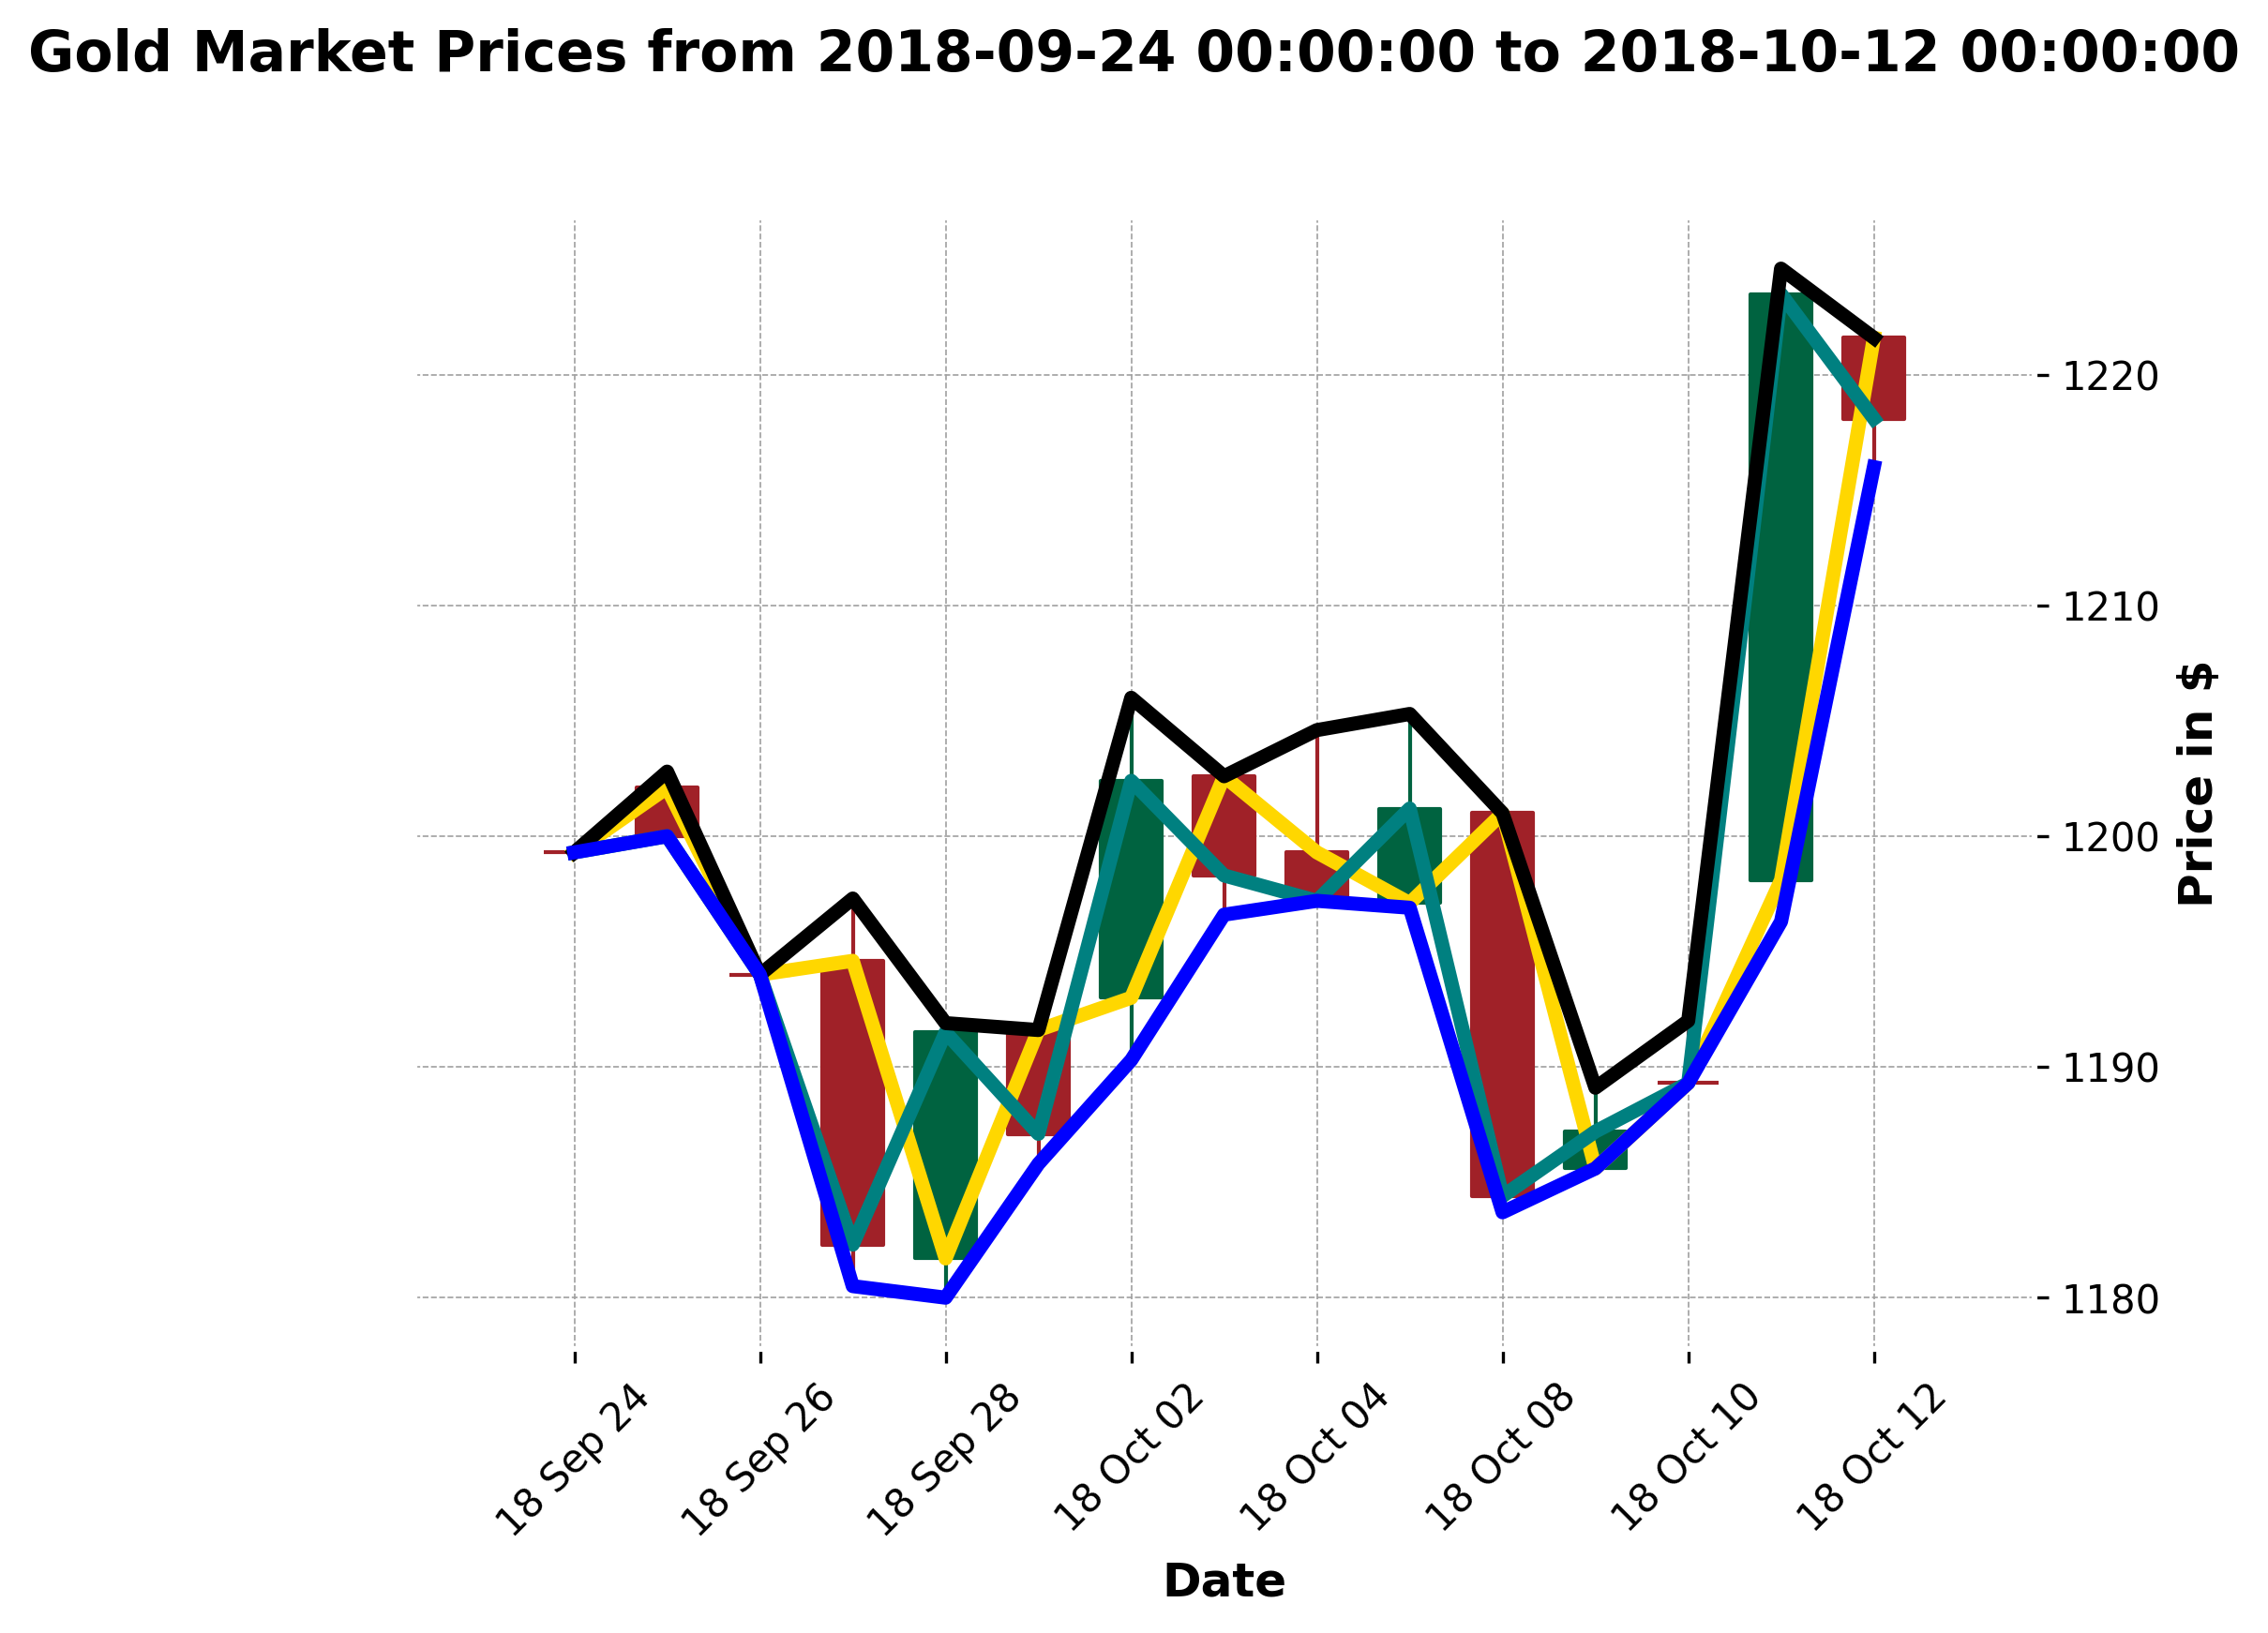 Gold Market Prices from 2018-09-24 00:00:00 to 2018-10-12 00:00:00
1220
1210
1200
1190
1180
Price in $
18 Sep 24
18 Sep 26
18 Sep 28
18 Oct 02
18 Oct 04
18 Oct 08
18 Oct 10
18 Oct 12
Date